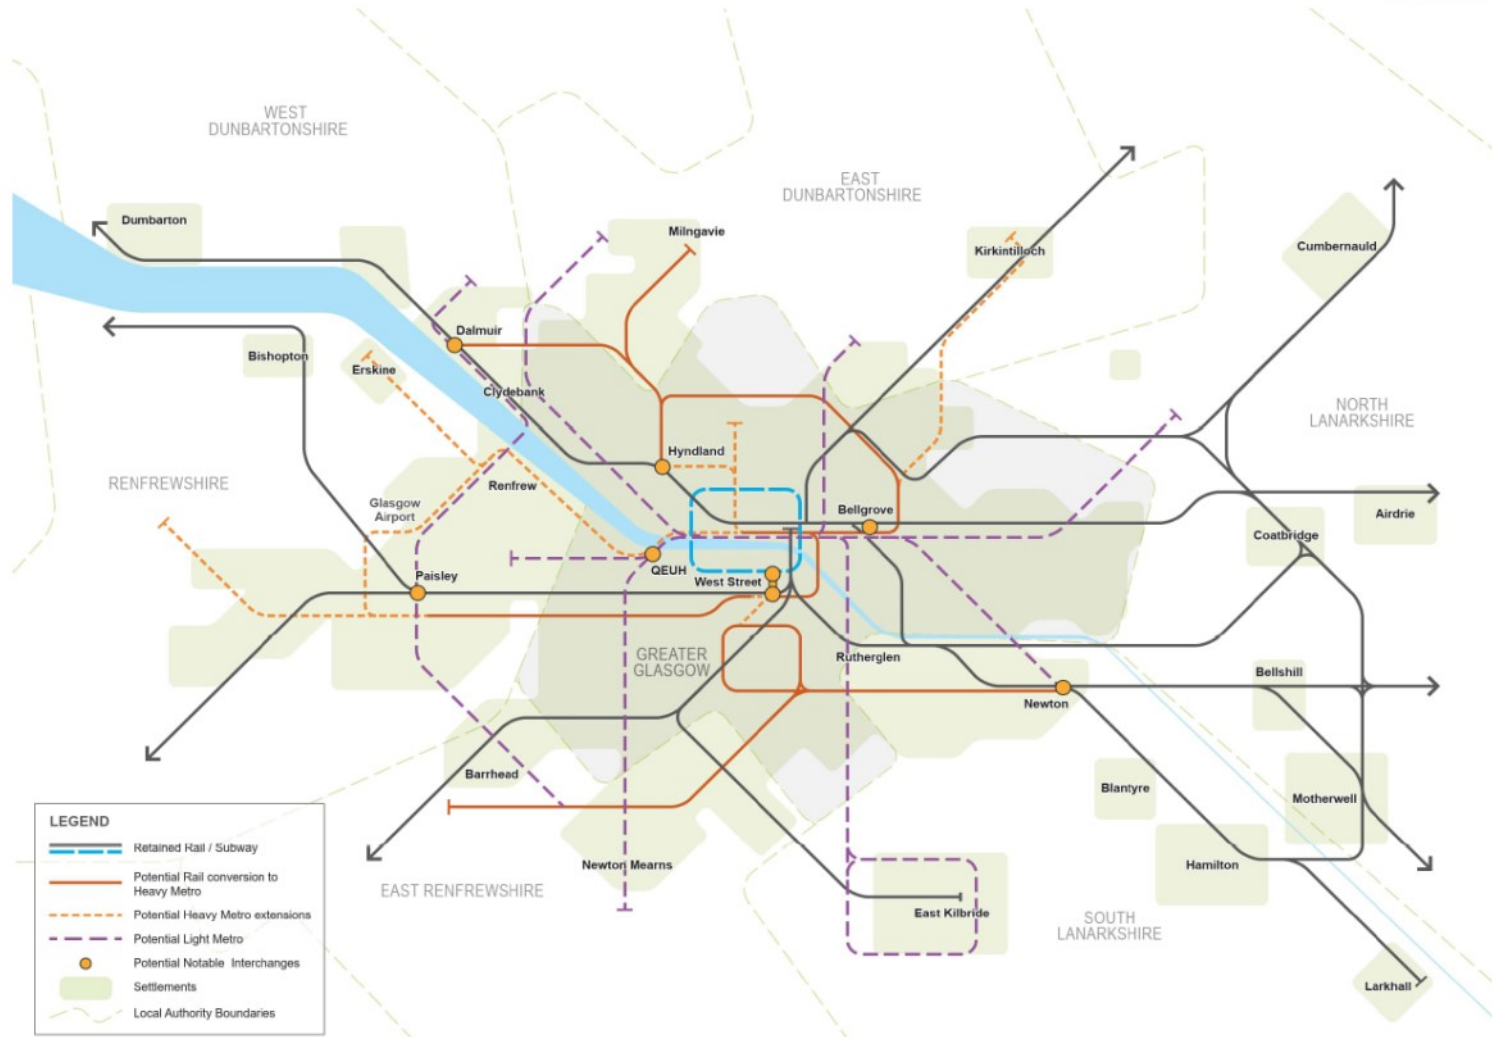 WEST
DUNBARTONSHIRE
EAST
DUNBARTONSHIRE
Dumbarton
Milngavie
Kirkintilloch
Cumbernauld
Dalmuir
Bishopton
Erskine
Clydebank
NORTH
LANARKSHIRE
Hyndland
RENFREWSHIRE
Renfrew
Glasgow
Airport
Bellgrove
Airdrie
Coatbridge
QEUH
Paisley
West Street
GREATER
GLASGOW
Rutherglen
Bellshill
Newton
Barrhead
Blantyre
Motherwell
Newton Mearns
Hamilton
EAST RENFREWSHIRE
East Kilbride
SOUTH
LANARKSHIRE
Larkhall
LEGEND
Retained Rail / Subway
Potential Rail conversion to
Heavy Metro
Potential Heavy Metro extensions
Potential Light Metro
Potential Notable Interchanges
Settlements
Local Authority Boundaries